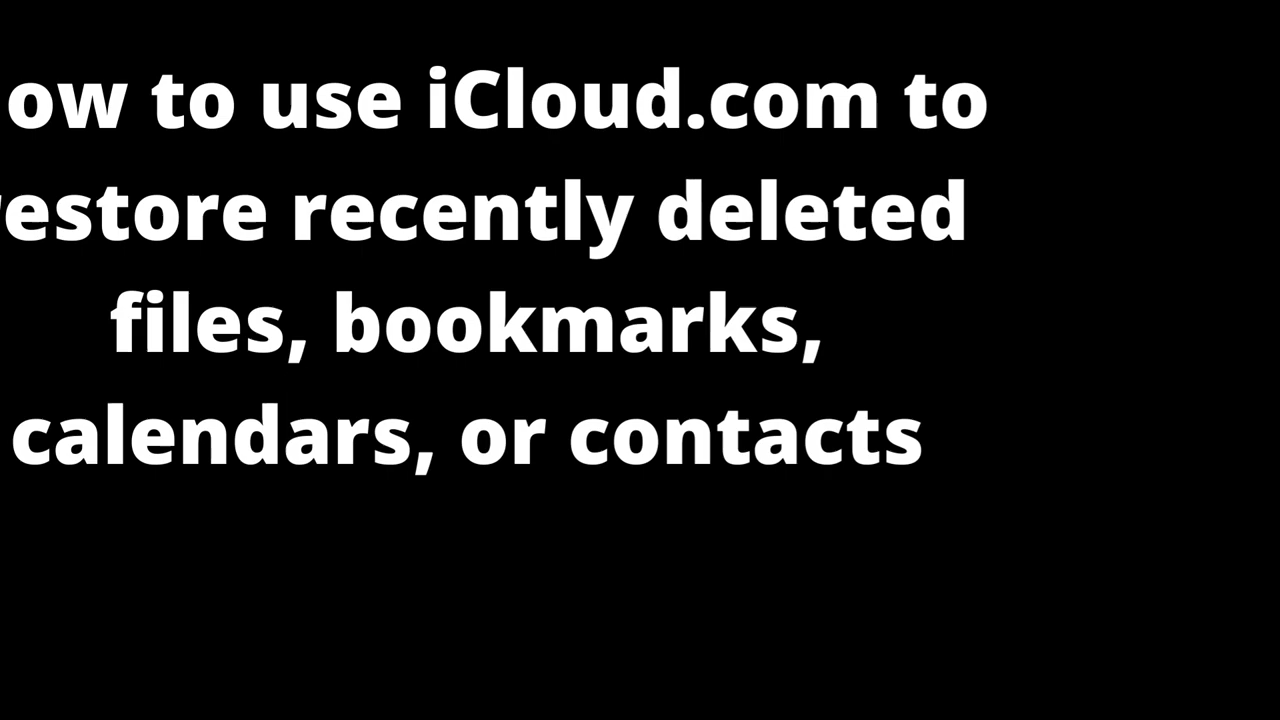 ow to use iCloud.com to
estore recently deleted
files, bookmarks,
calendars, or contacts